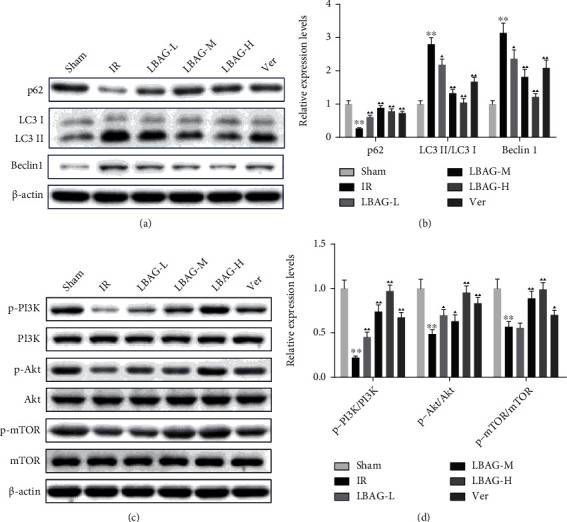 Sham IR LBAG-L LBAG-M LBAG-H Ver
p62
LC3 I
LC3 II
Beclin1
β-actin
(a)
Relative expression levels
4
3
2
1
0
** ▲▲ ▲▲ ▲▲ ▲▲
** ▲ ▲▲ ▲▲ ▲▲
** ▲ ▲▲ ▲▲ ▲▲
p62 LC3 II/LC3 I Beclin 1
Sham
IR
LBAG-L
LBAG-M
LBAG-H
Ver
(b)
Sham IR LBAG-L LBAG-M LBAG-H Ver
p-PI3K
PI3K
p-Akt
Akt
p-mTOR
mTOR
β-actin
(c)
Relative expression levels
1.5
1.0
0.5
0.0
** ▲▲ ▲▲ ▲▲ ▲▲
** ▲ ▲ ▲▲ ▲▲
** ▲▲ ▲▲ ▲
p-PI3K/PI3K
p-Akt/Akt
p-mTOR/mTOR
Sham
IR
LBAG-L
LBAG-M
LBAG-H
Ver
(d)